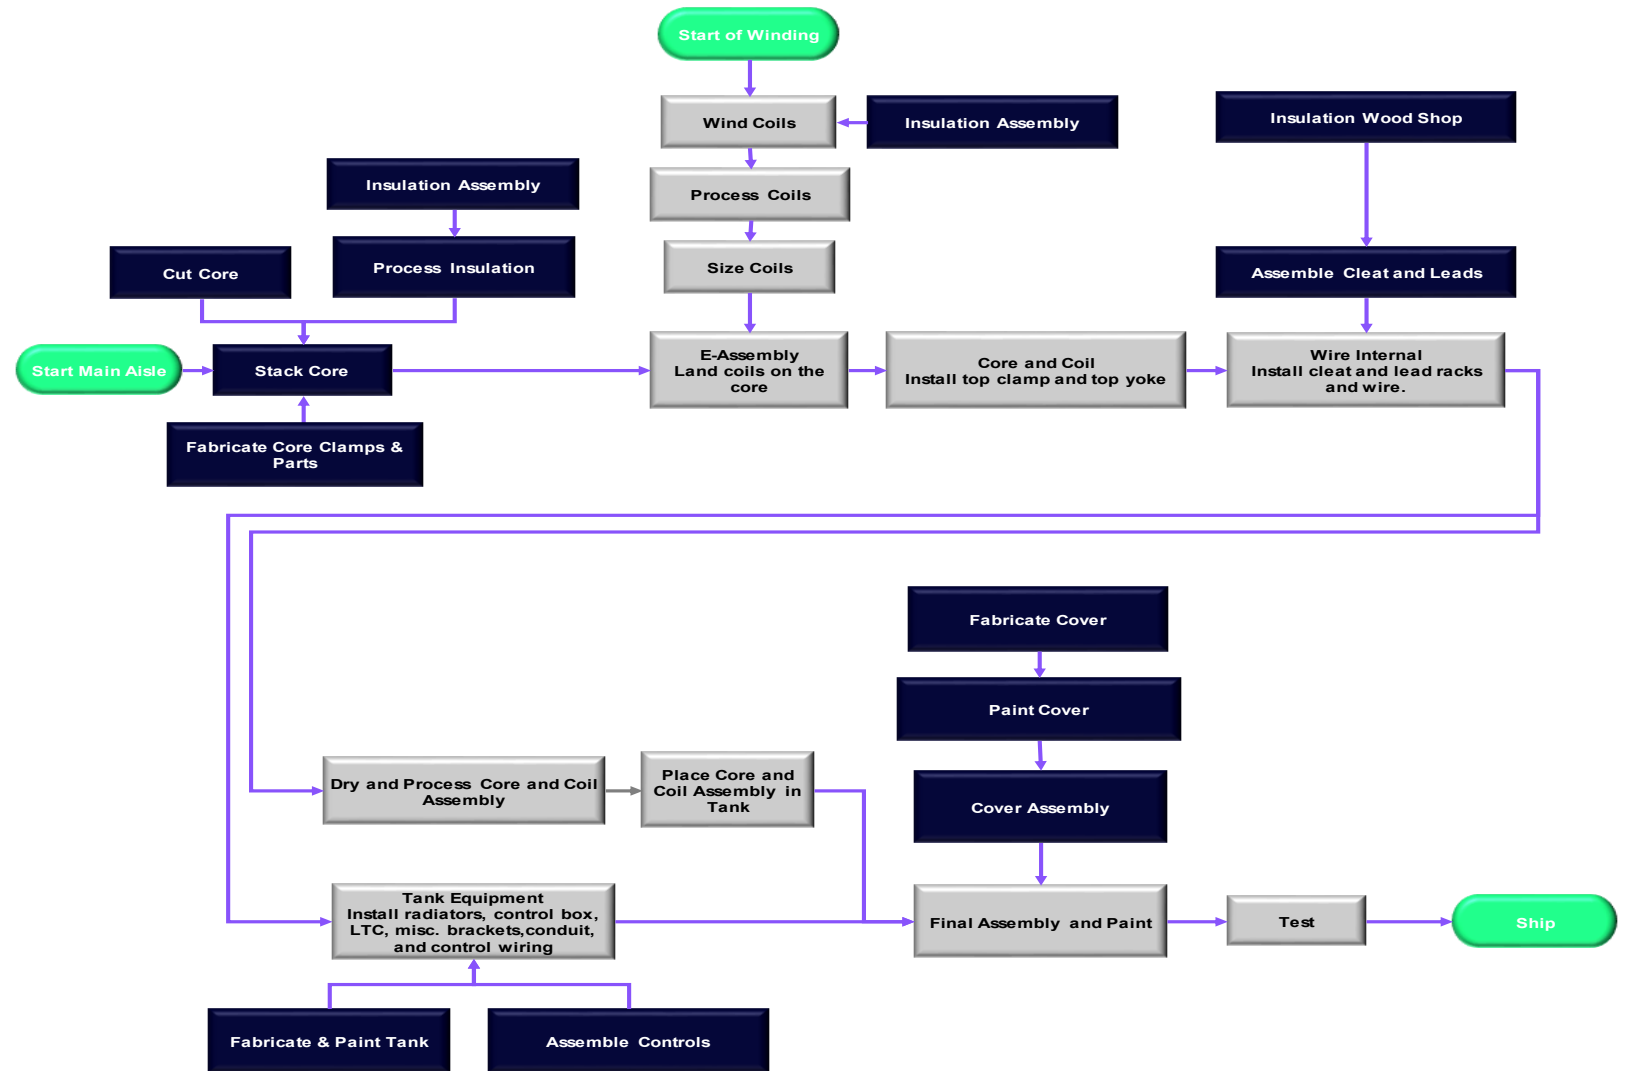 Start of Winding
Wind Coils
Insulation Assembly
Insulation Wood Shop
Insulation Assembly
Process Coils
Cut Core
Process Insulation
Size Coils
Assemble Cleat and Leads
Start Main Aisle
Stack Core
E-Assembly
Land coils on the
core
Core and Coil
Install top clamp and top yoke
Wire Internal
Install cleat and lead racks
and wire.
Fabricate Core Clamps &
Parts
Fabricate Cover
Paint Cover
Dry and Process Core and Coil
Assembly
Place Core and
Coil Assembly in
Tank
Cover Assembly
Tank Equipment
Install radiators, control box,
LTC, misc. brackets,conduit,
and control wiring
Final Assembly and Paint
Test
Ship
Fabricate & Paint Tank
Assemble Controls